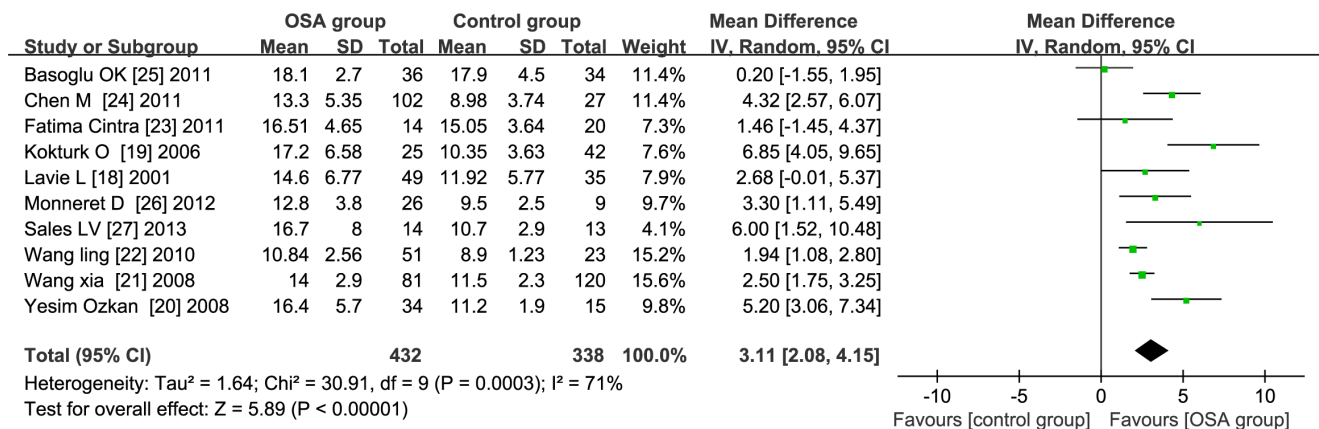 OSA group Control group Mean Difference Mean Difference
Study or Subgroup Mean SD Total Mean SD Total Weight IV, Random, 95% CI IV, Random, 95% CI
Basoglu OK [25] 2011 18.1 2.7 36 17.9 4.5 34 11.4% 0.20 [-1.55, 1.95]
Chen M [24] 2011 13.3 5.35 102 8.98 3.74 27 11.4% 4.32 [2.57, 6.07]
Fatima Cintra [23] 2011 16.51 4.65 14 15.05 3.64 20 7.3% 1.46 [-1.45, 4.37]
Kokturk O [19] 2006 17.2 6.58 25 10.35 3.63 42 7.6% 6.85 [4.05, 9.65]
Lavie L [18] 2001 14.6 6.77 49 11.92 5.77 35 7.9% 2.68 [-0.01, 5.37]
Monneret D [26] 2012 12.8 3.8 26 9.5 2.5 9 9.7% 3.30 [1.11, 5.49]
Sales LV [27] 2013 16.7 8 14 10.7 2.9 13 4.1% 6.00 [1.52, 10.48]
Wang ling [22] 2010 10.84 2.56 51 8.9 1.23 23 15.2% 1.94 [1.08, 2.80]
Wang xia [21] 2008 14 2.9 81 11.5 2.3 120 15.6% 2.50 [1.75, 3.25]
Yesim Ozkan [20] 2008 16.4 5.7 34 11.2 1.9 15 9.8% 5.20 [3.06, 7.34]
Total (95% CI) 432 338 100.0% 3.11 [2.08, 4.15]
Heterogeneity: Tau² = 1.64; Chi² = 30.91, df = 9 (P = 0.0003); I² = 71%
Test for overall effect: Z = 5.89 (P < 0.00001)
-10 -5 0 5 10
Favours [control group] Favours [OSA group]